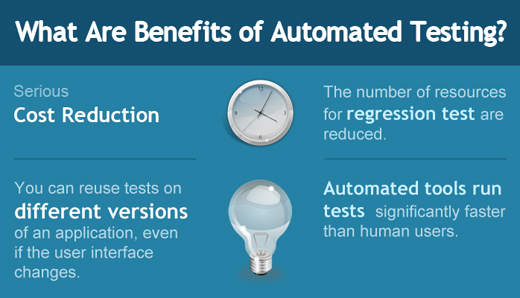 What Are Benefits of Automated Testing?
Serious
Cost Reduction
The number of resources
for regression test are
reduced.
You can reuse tests on
different versions
of an application, even
if the user interface
changes.
Automated tools run
tests significantly faster
than human users.